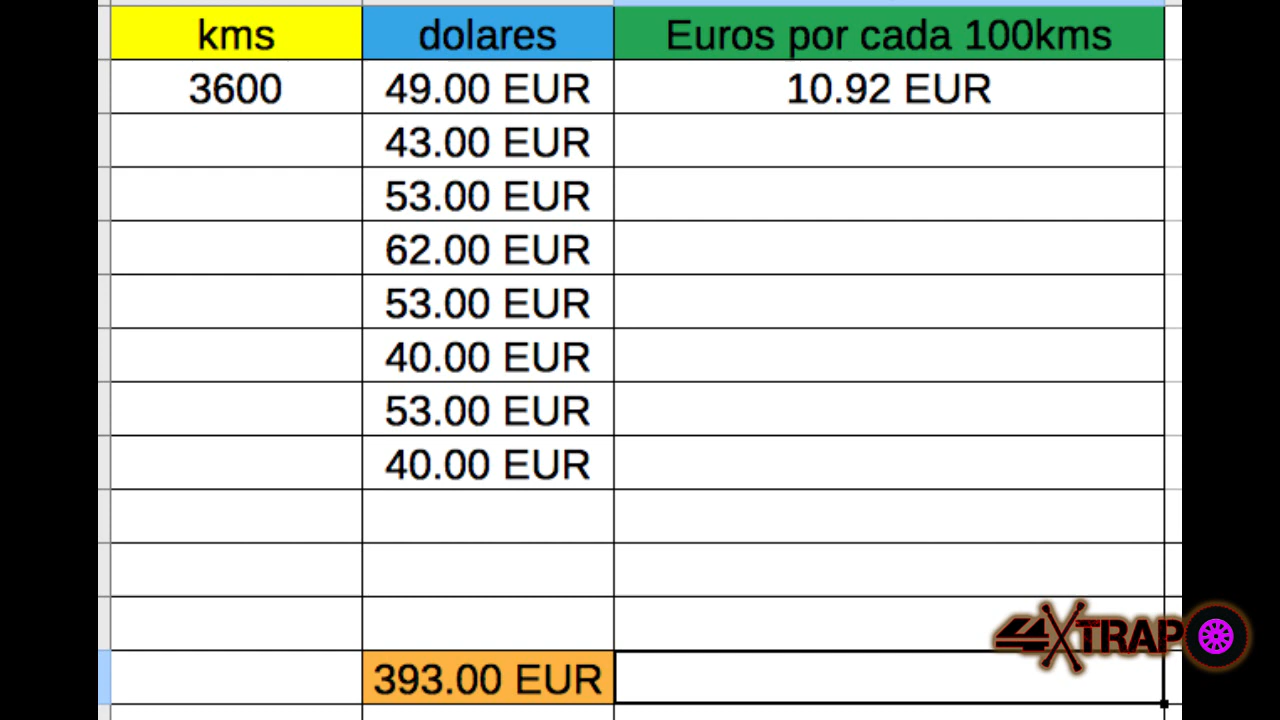 kms dolares Euros por cada 100kms
3600 49.00 EUR 10.92 EUR
43.00 EUR
53.00 EUR
62.00 EUR
53.00 EUR
40.00 EUR
53.00 EUR
40.00 EUR
393.00 EUR
4XTRAPO